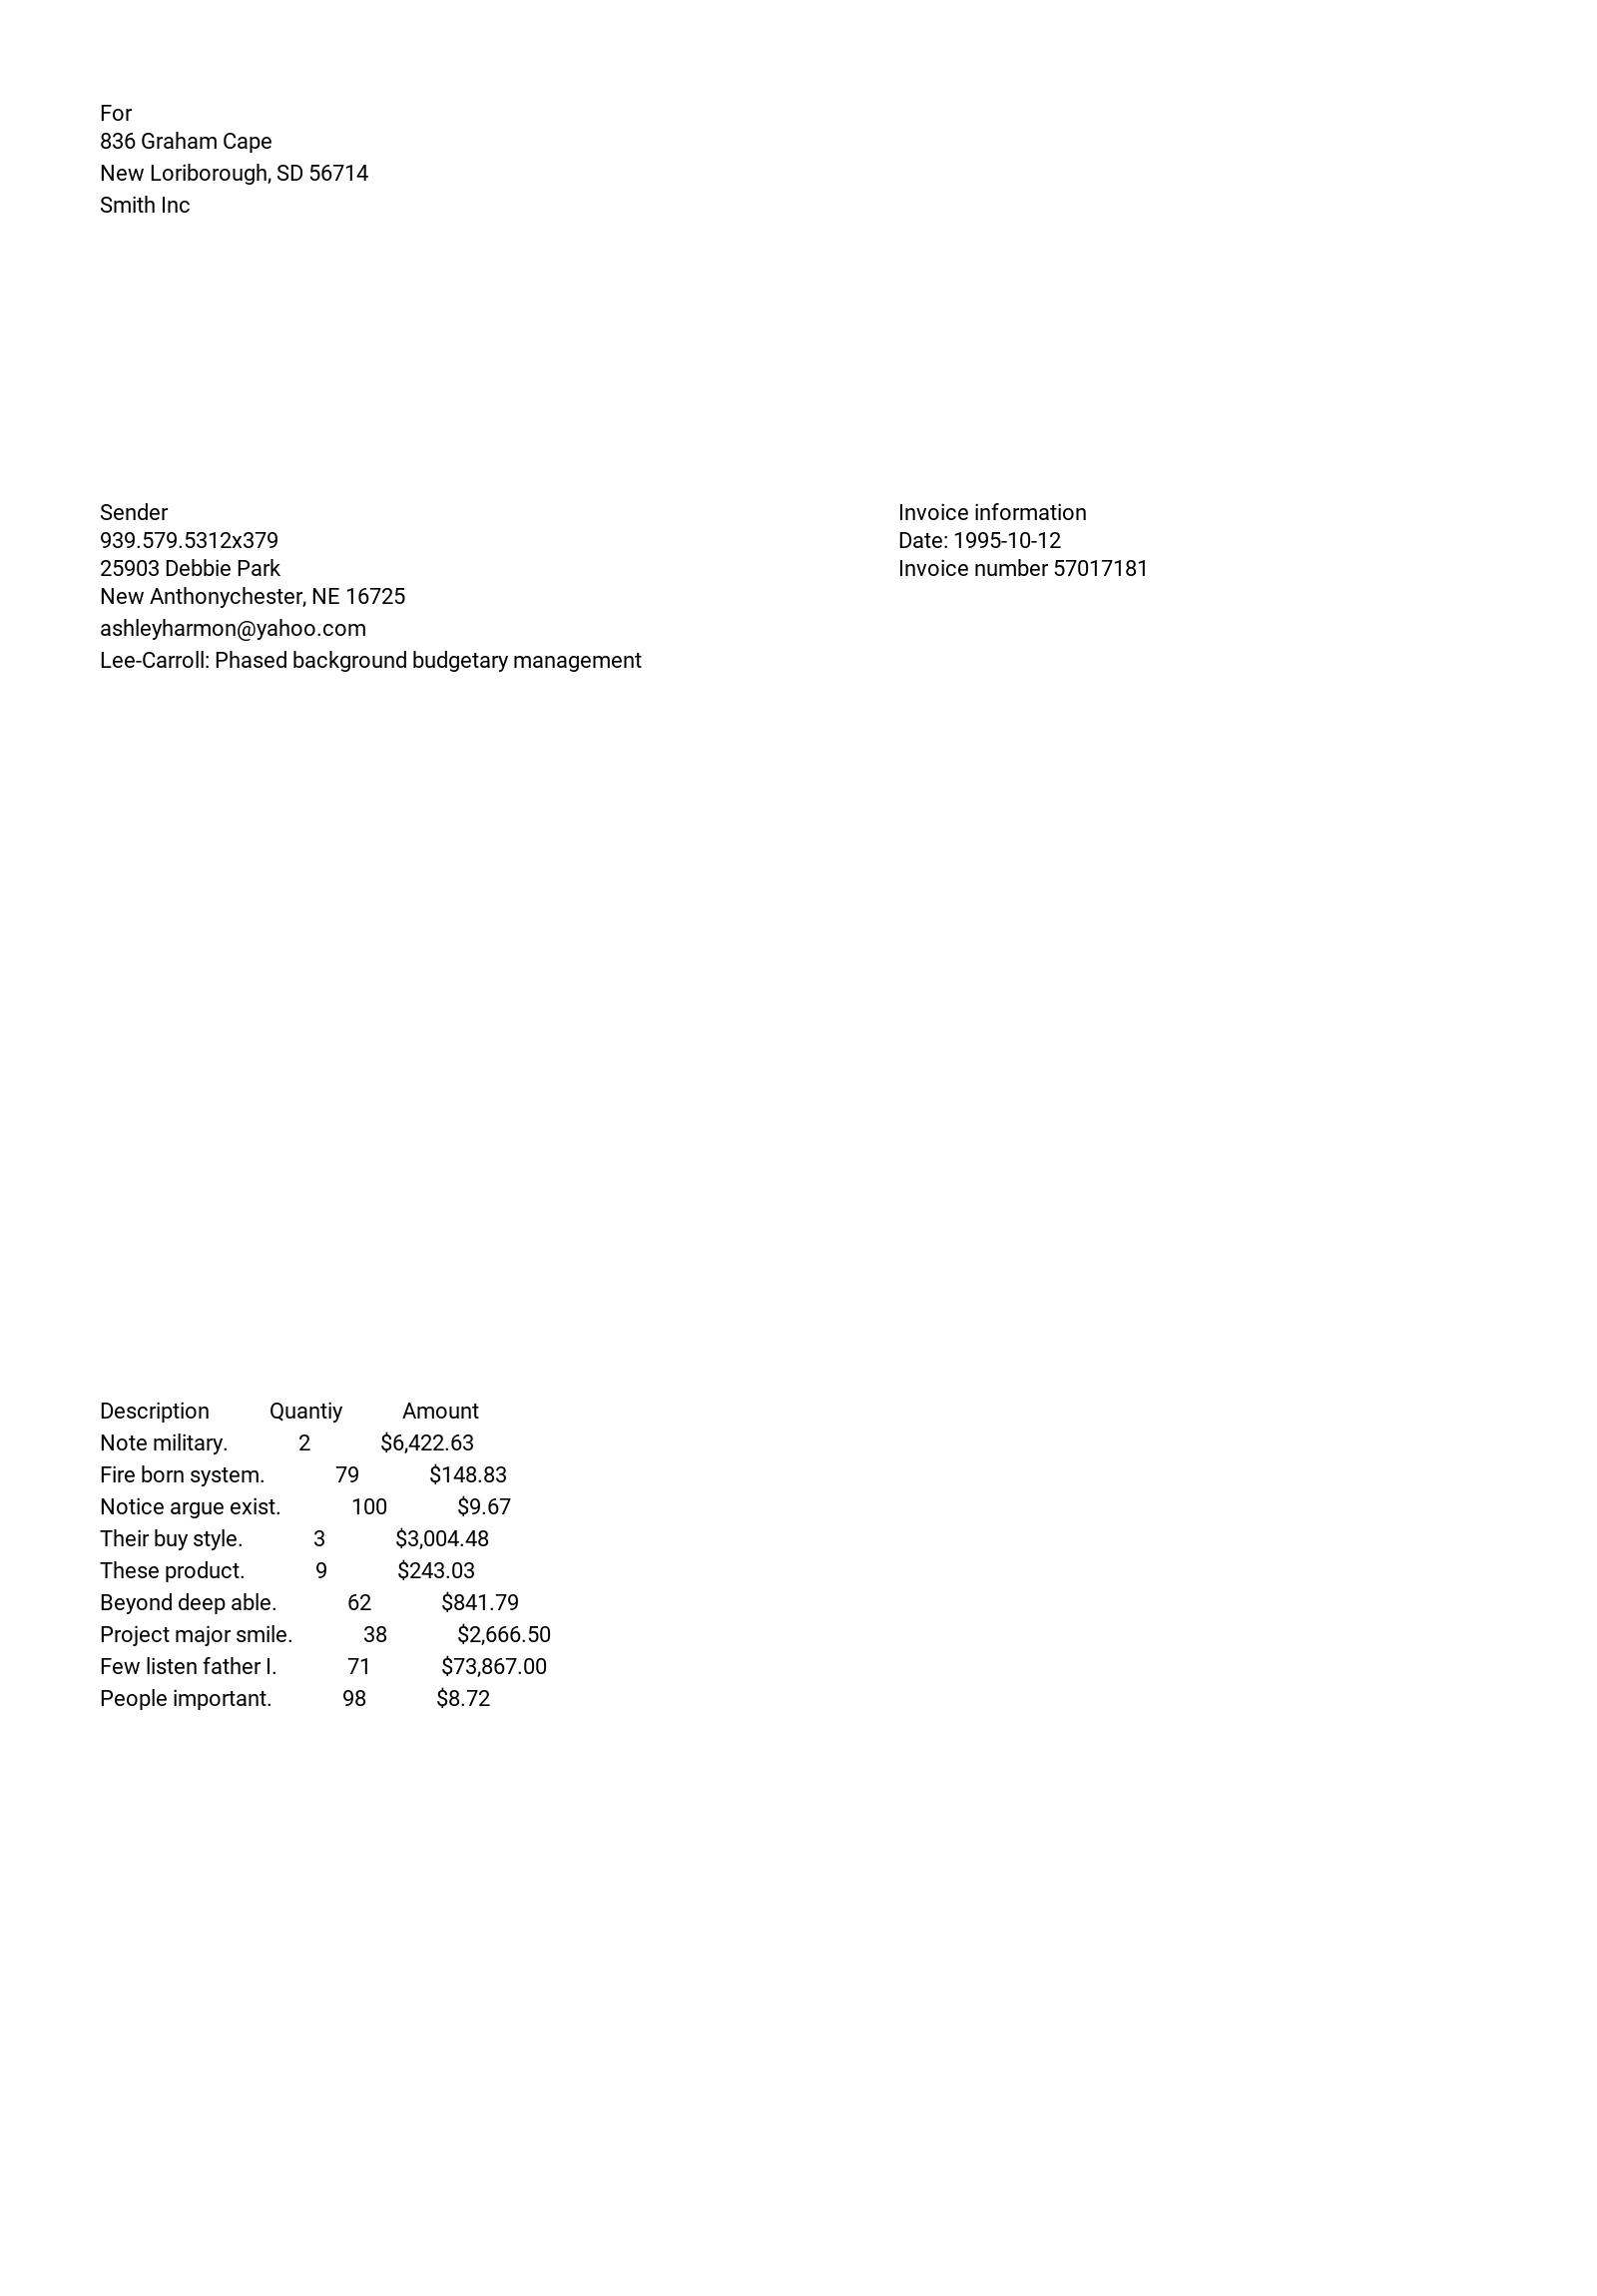 For
836 Graham Cape
New Loriborough, SD 56714
Smith Inc
Sender
939.579.5312x379
25903 Debbie Park
New Anthonychester, NE 16725
ashleyharmon@yahoo.com
Lee-Carroll: Phased background budgetary management
Invoice information
Date: 1995-10-12
Invoice number 57017181
Description Quantiy Amount
Note military. 2 $6,422.63
Fire born system. 79 $148.83
Notice argue exist. 100 $9.67
Their buy style. 3 $3,004.48
These product. 9 $243.03
Beyond deep able. 62 $841.79
Project major smile. 38 $2,666.50
Few listen father I. 71 $73,867.00
People important. 98 $8.72